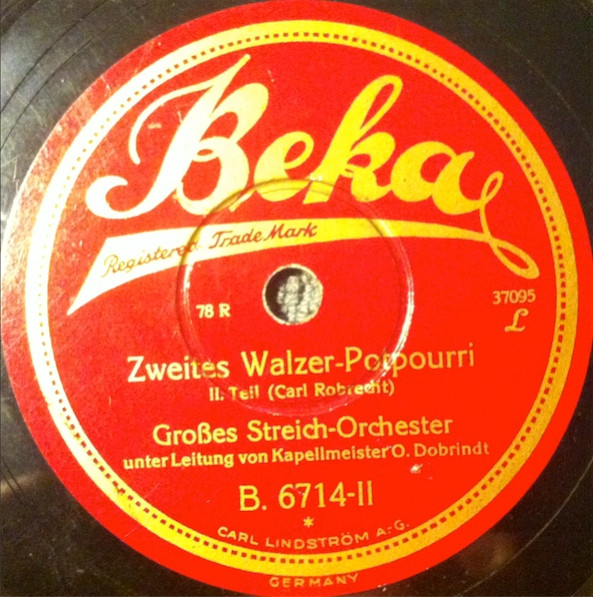 Beka
Registered Trade Mark
78 R
37095
L
Zweites Walzer-Potpourri
II. Teil (Carl Robrecht)
Großes Streich-Orchester
unter Leitung von Kapellmeister O. Dobrindt
B. 6714-II
*
CARL LINDSTRÖM A.-G.
GERMANY